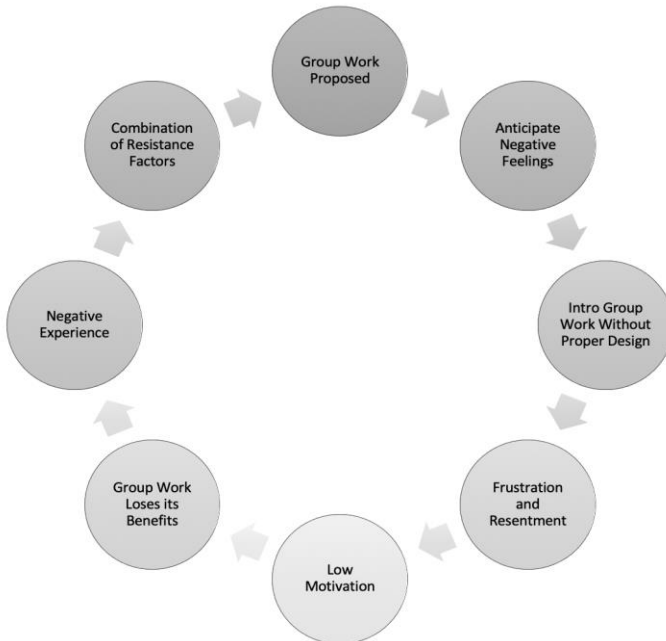 Group Work
Proposed
Anticipate
Negative
Feelings
Intro Group
Work Without
Proper Design
Frustration
and
Resentment
Low
Motivation
Group Work
Loses its
Benefits
Negative
Experience
Combination
of Resistance
Factors